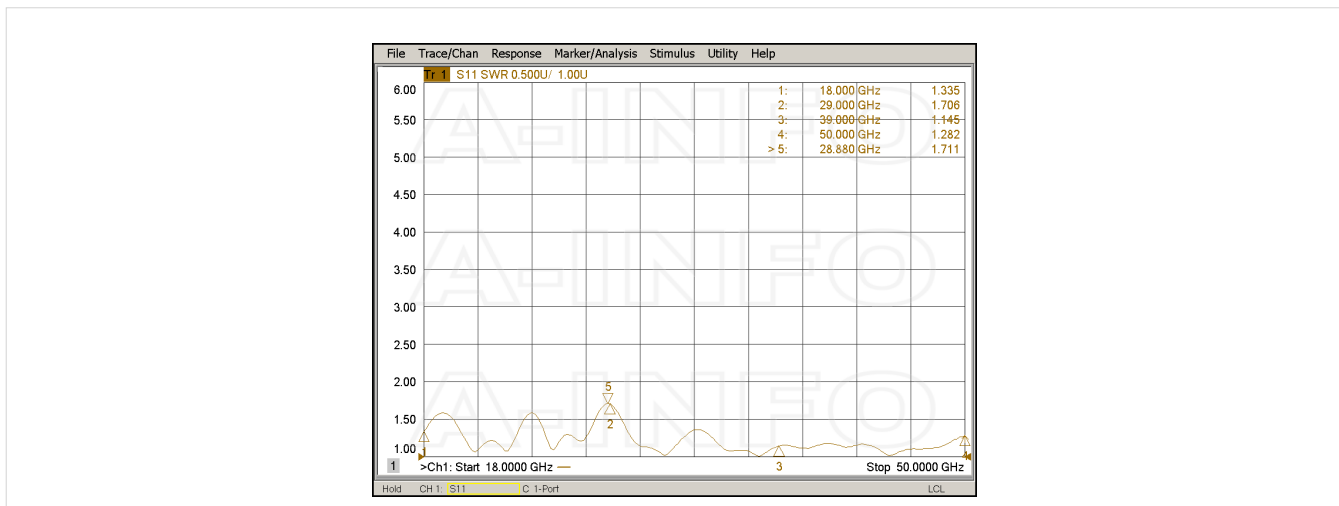 File Trace/Chan Response Marker/Analysis Stimulus Utility Help
Tr 1 S11 SWR 0.500U/ 1.00U
6.00
5.50
5.00
4.50
4.00
3.50
3.00
2.50
2.00
1.50
1.00
1: 18.000 GHz 1.335
2: 29.000 GHz 1.706
3: 39.000 GHz 1.145
4: 50.000 GHz 1.282
> 5: 28.880 GHz 1.711
A-INFO
A-INFO
A-INFO
5
2
1
3
4
1 >Ch1: Start 18.0000 GHz Stop 50.0000 GHz
Hold CH 1: S11 C 1-Port LCL